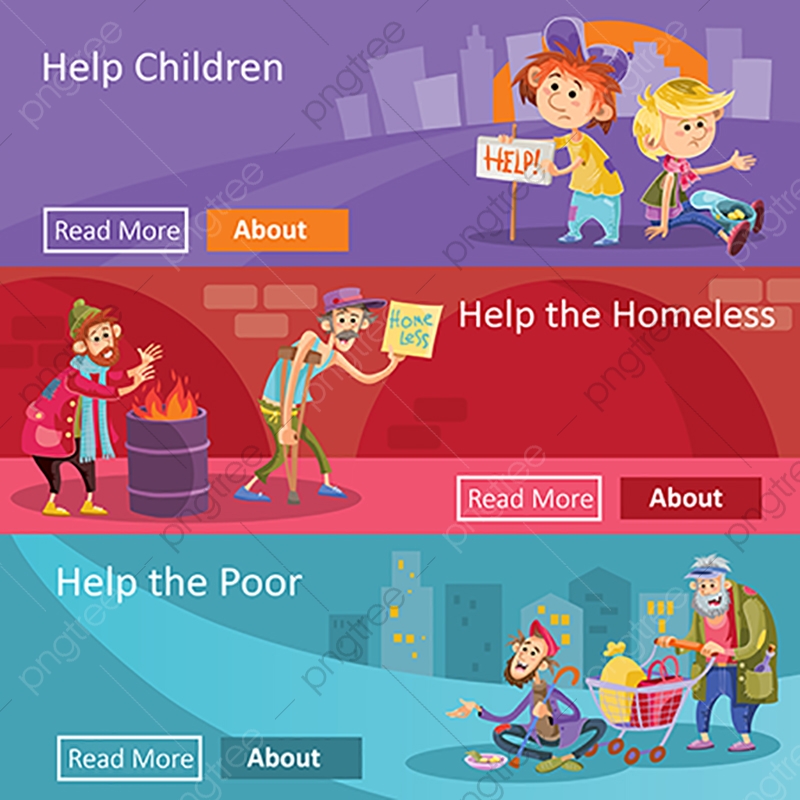 Help Children
HELP!
Read More
About
HOME
LESS
Help the Homeless
Read More
About
Help the Poor
Read More
About
pngtree